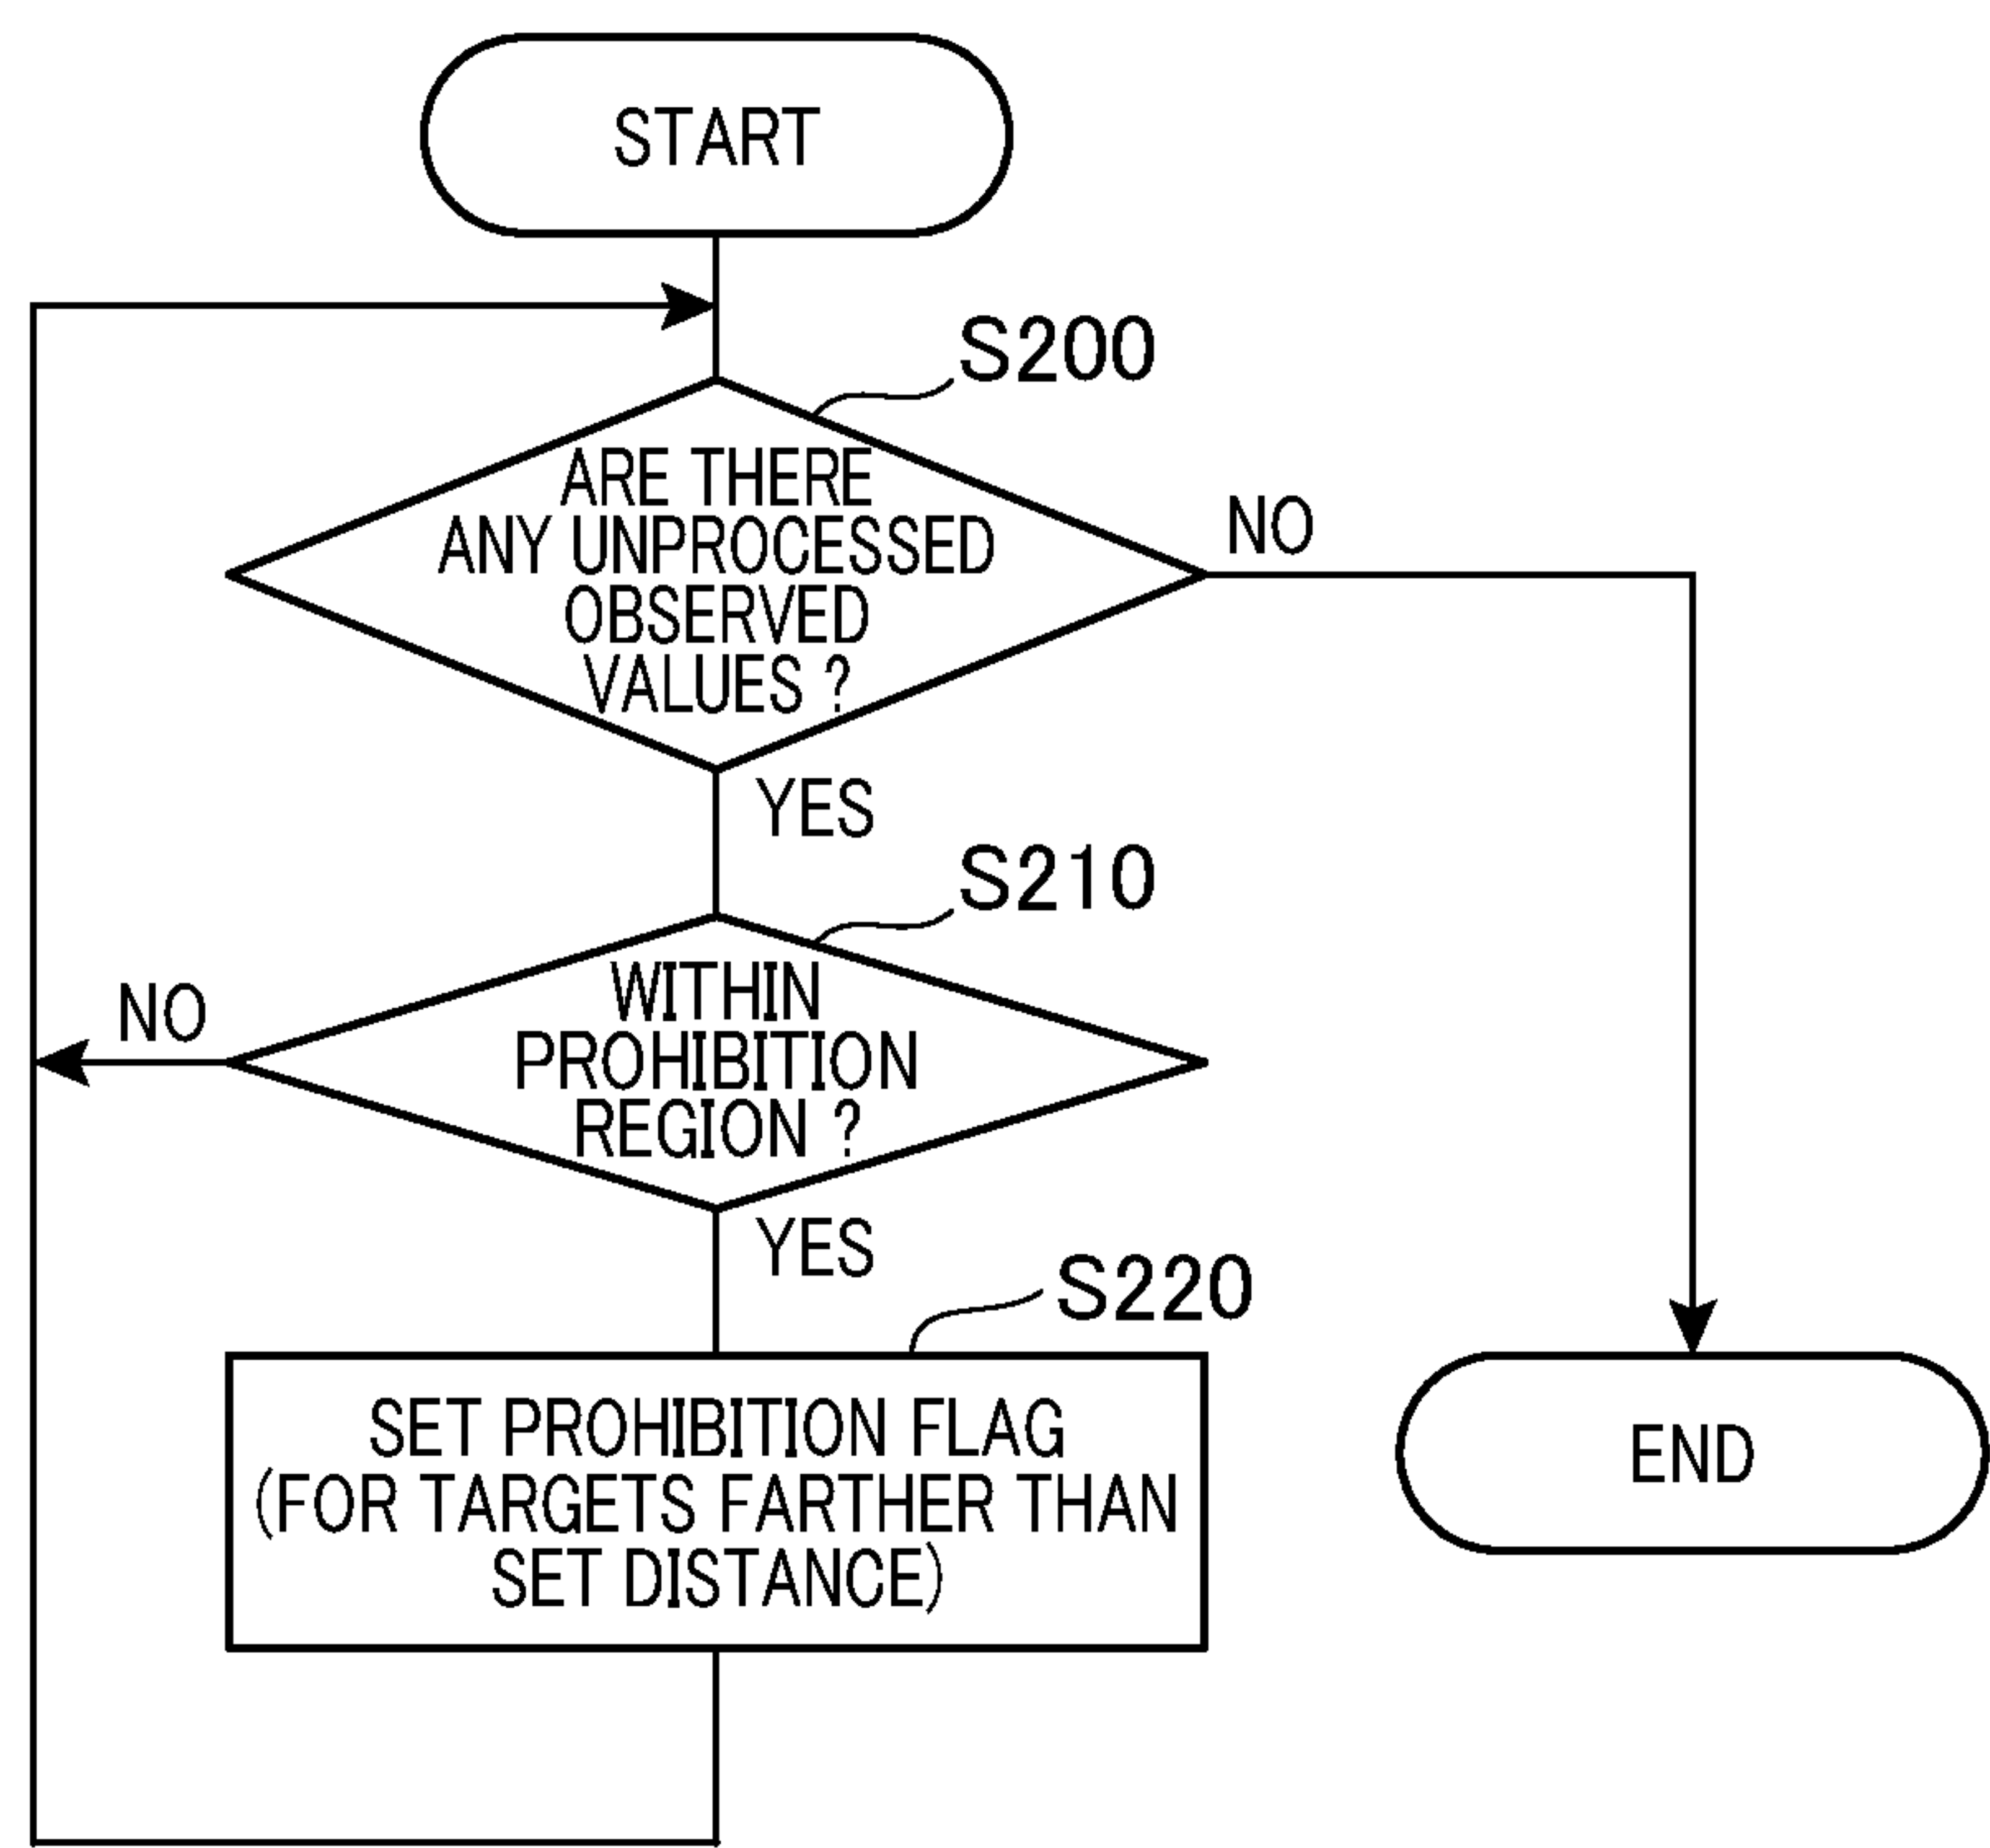 START
S200
ARE THERE
ANY UNPROCESSED
OBSERVED
VALUES ?
NO
YES
S210
WITHIN
PROHIBITION
REGION ?
NO
YES
S220
SET PROHIBITION FLAG
(FOR TARGETS FARTHER THAN
SET DISTANCE)
END